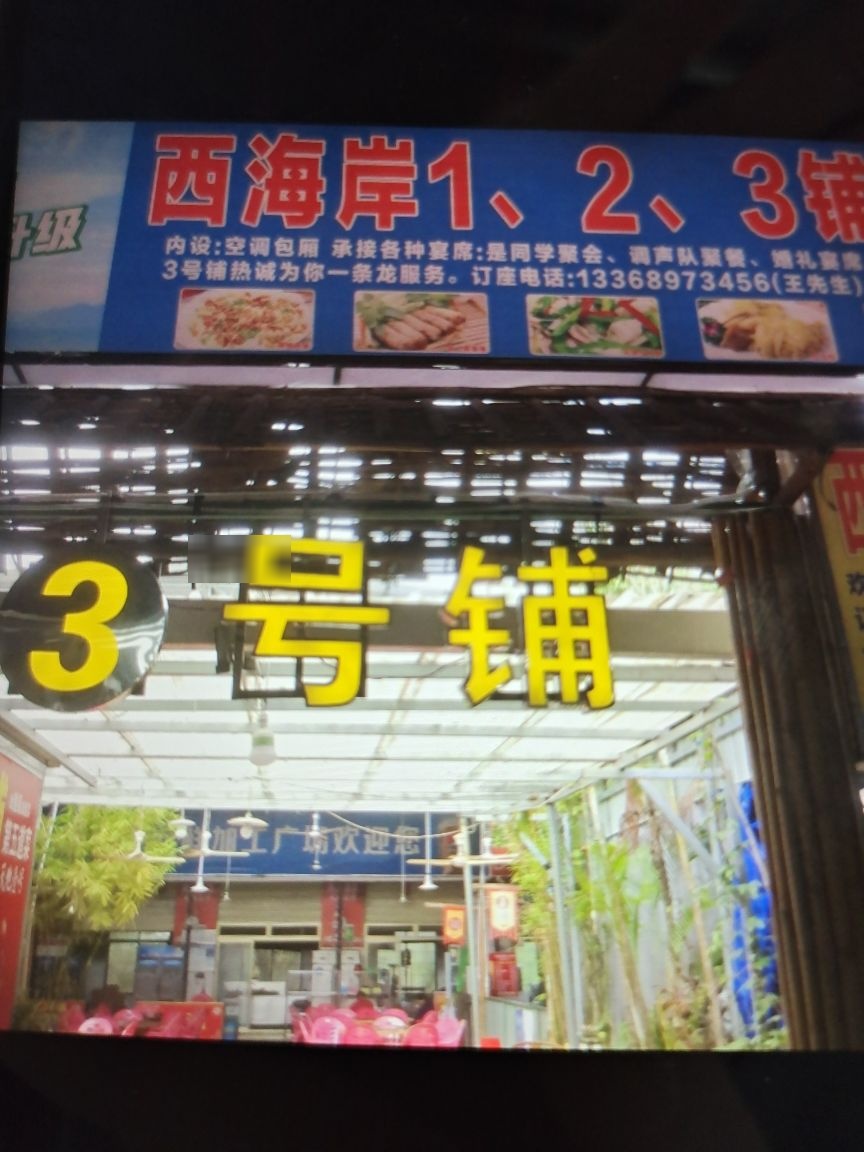 升级
西海岸1、2、3铺
内设:空调包厢 承接各种宴席:是同学聚会、调声队聚餐、婚礼宴席
3号铺热诚为你一条龙服务。订座电话:13368973456(王先生)
3号铺
西
加工广场欢迎您